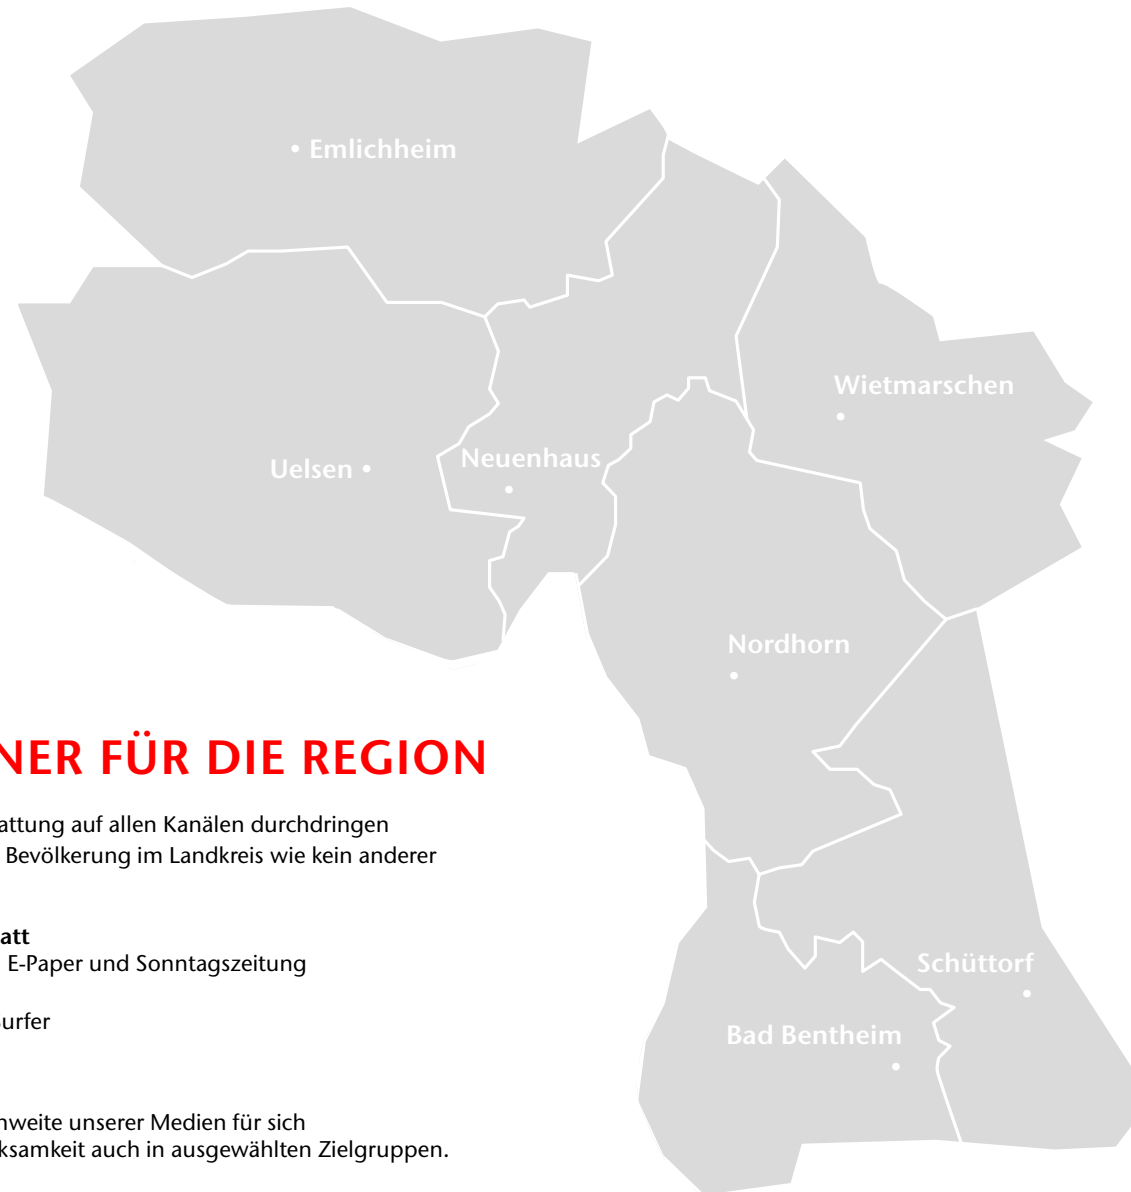 • Emlichheim
Wietmarschen
Neuenhaus
Uelsen •
Nordhorn
NER FÜR DIE REGION
attung auf allen Kanälen durchdringen
Bevölkerung im Landkreis wie kein anderer
att
E-Paper und Sonntagszeitung
Schüttorf
urfer
Bad Bentheim
nweite unserer Medien für sich
ksamkeit auch in ausgewählten Zielgruppen.